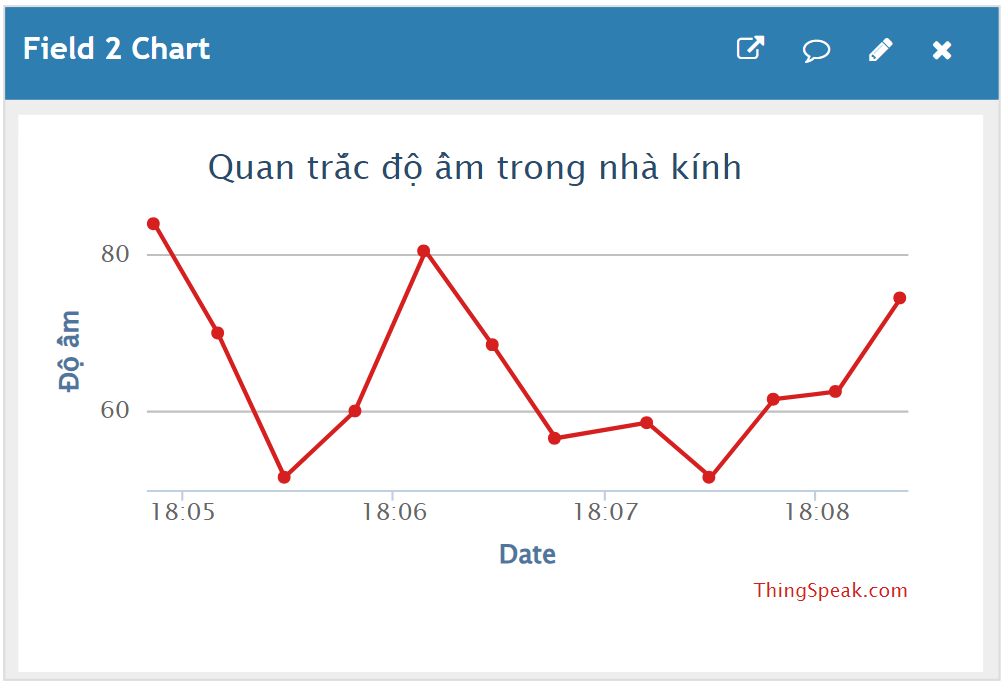 Field 2 Chart
Quan trắc độ ẩm trong nhà kính
80
Độ ẩm
60
18:05 18:06 18:07 18:08
Date
ThingSpeak.com